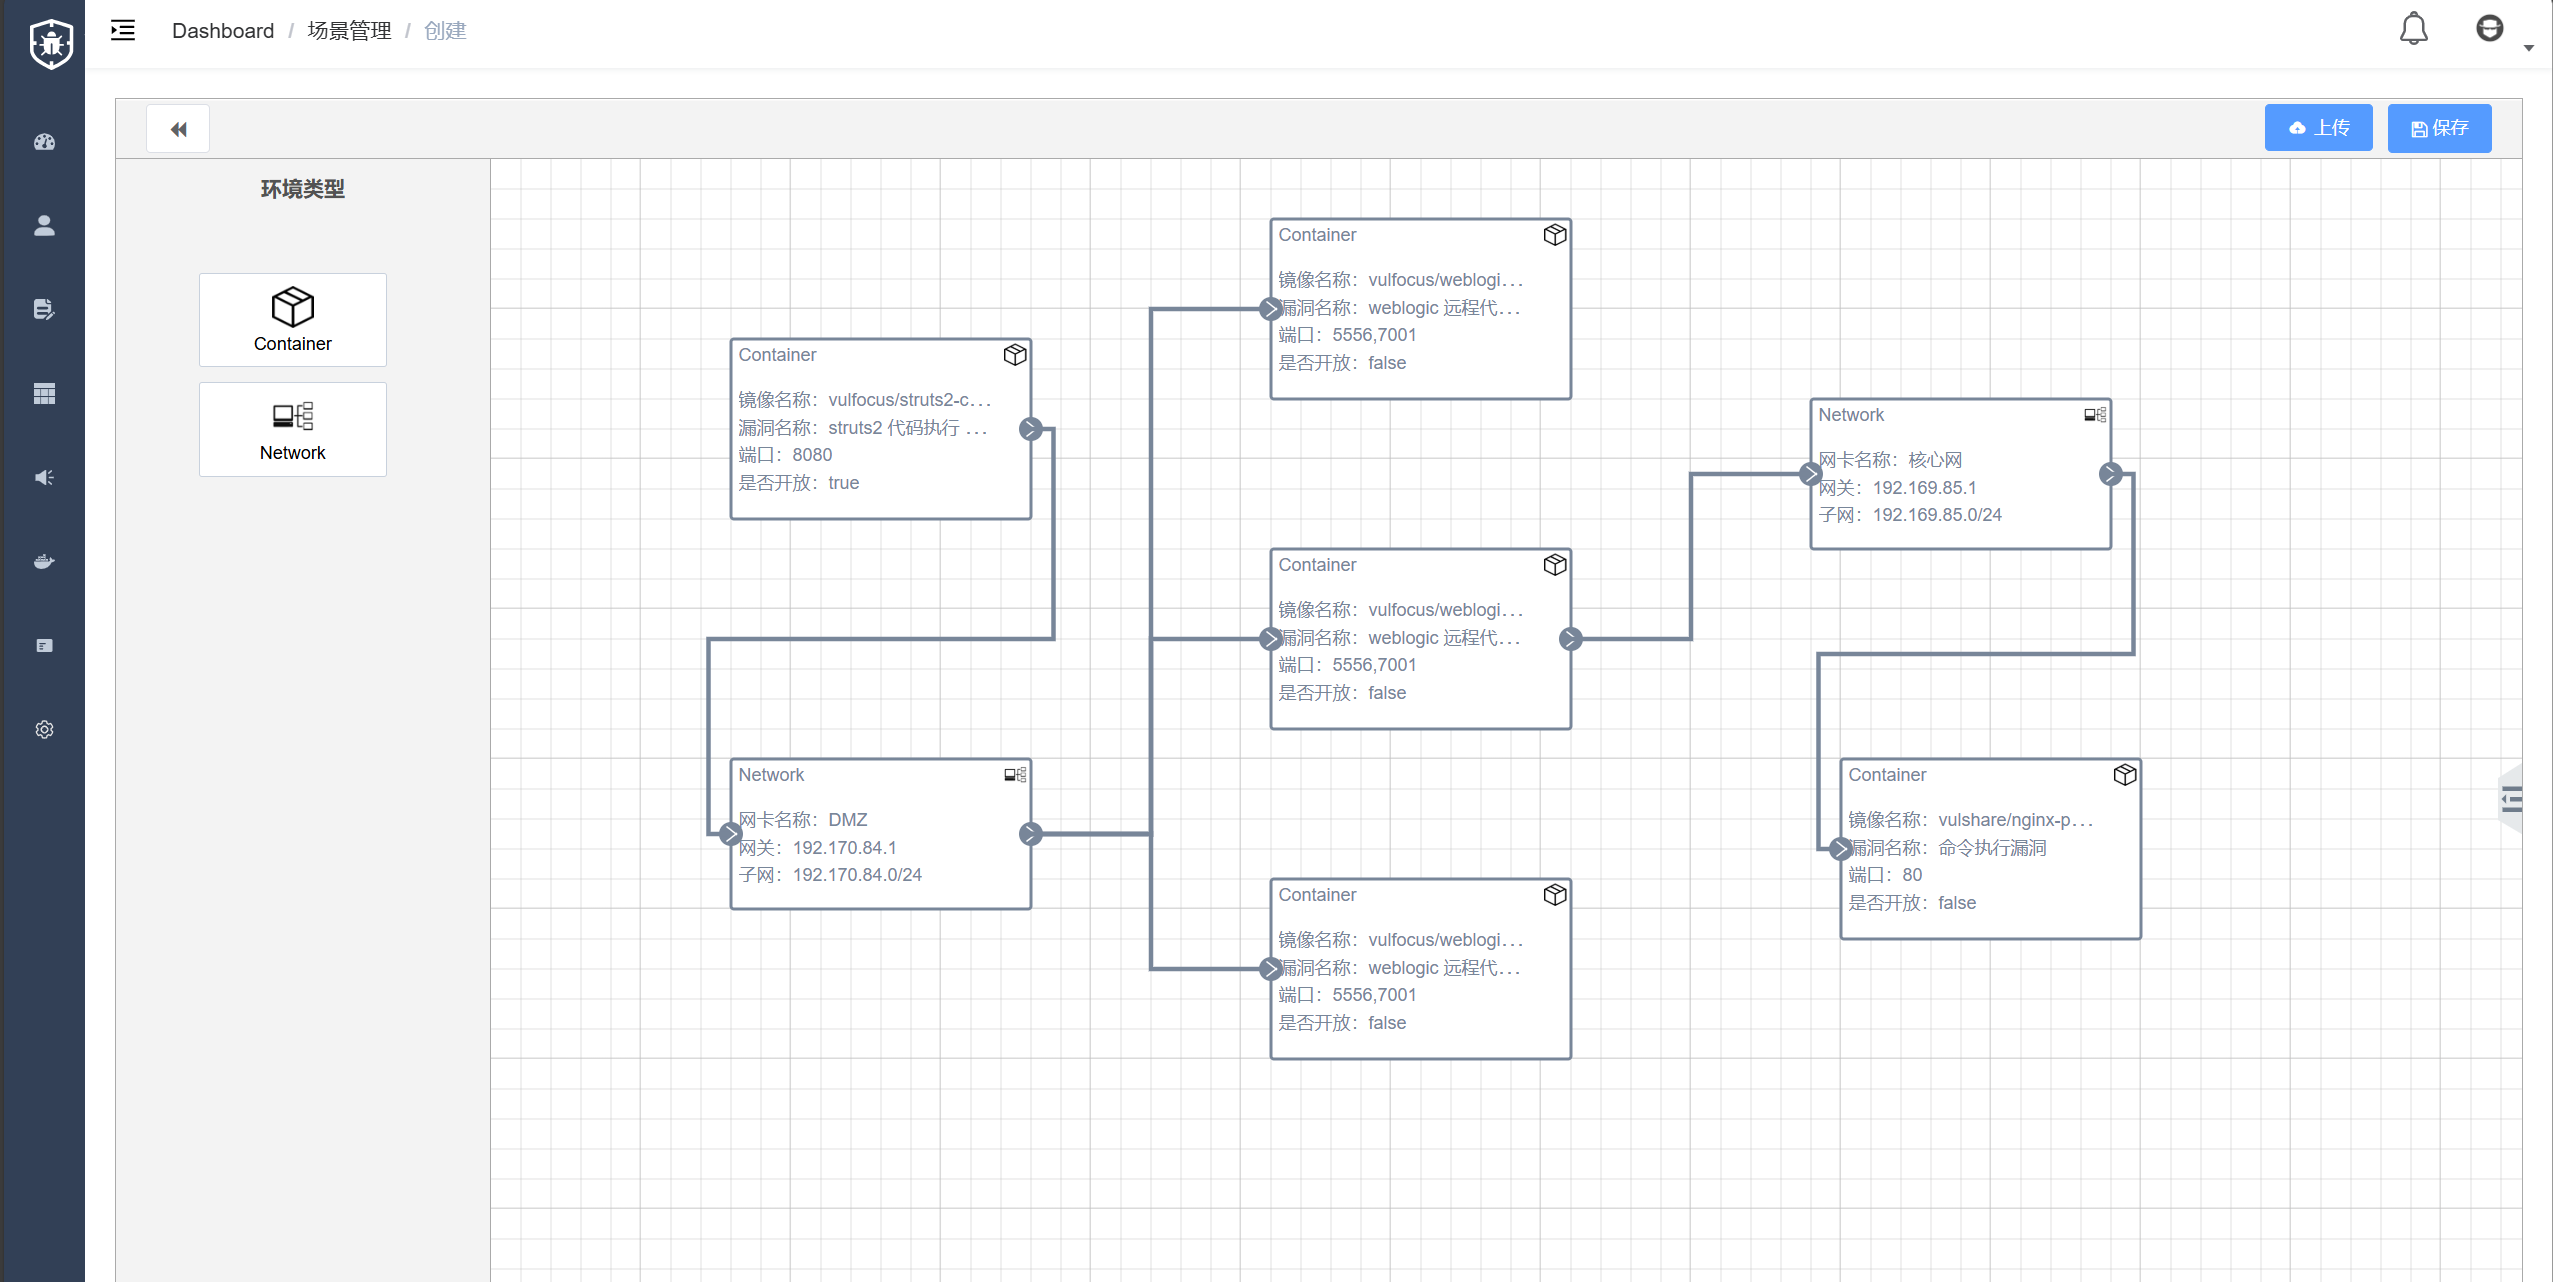 Dashboard / 场景管理 / 创建
上传
保存
环境类型
Container
Network
Container
镜像名称：vulfocus/struts2-c...
漏洞名称：struts2 代码执行 ...
端口：8080
是否开放：true
Network
网卡名称：DMZ
网关：192.170.84.1
子网：192.170.84.0/24
Container
镜像名称：vulfocus/weblogi...
漏洞名称：weblogic 远程代...
端口：5556,7001
是否开放：false
Container
镜像名称：vulfocus/weblogi...
漏洞名称：weblogic 远程代...
端口：5556,7001
是否开放：false
Container
镜像名称：vulfocus/weblogi...
漏洞名称：weblogic 远程代...
端口：5556,7001
是否开放：false
Network
网卡名称：核心网
网关：192.169.85.1
子网：192.169.85.0/24
Container
镜像名称：vulshare/nginx-p...
漏洞名称：命令执行漏洞
端口：80
是否开放：false